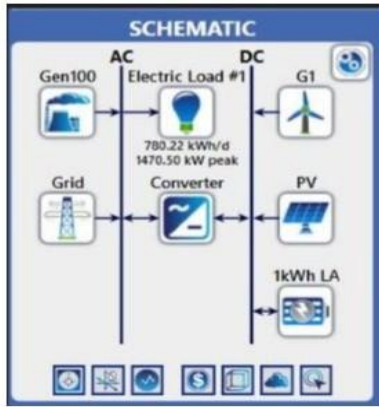 SCHEMATIC
AC DC
Gen100 Electric Load #1 G1
780.22 kWh/d
1470.50 kW peak
Grid Converter PV
1kWh LA